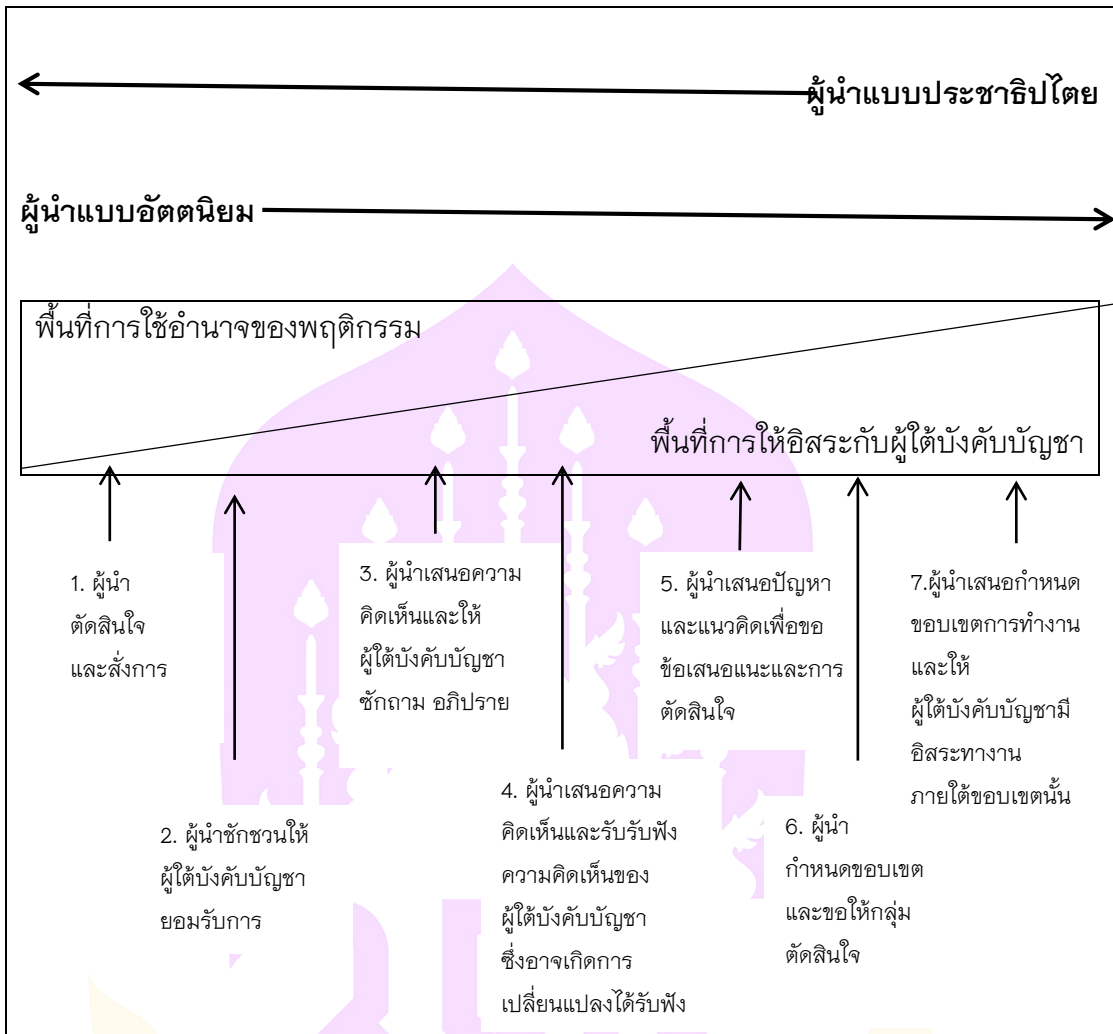 ผู้นำแบบประชาธิปไตย
ผู้นำแบบอัตตนิยม
พื้นที่การใช้อำนาจของพฤติกรรม
พื้นที่การให้อิสระกับผู้ใต้บังคับบัญชา
1. ผู้นำ
ตัดสินใจ
และสั่งการ
2. ผู้นำชักชวนให้
ผู้ใต้บังคับบัญชา
ยอมรับการ
3. ผู้นำเสนอความ
คิดเห็นและให้
ผู้ใต้บังคับบัญชา
ซักถาม อภิปราย
4. ผู้นำเสนอความ
คิดเห็นและรับรับฟัง
ความคิดเห็นของ
ผู้ใต้บังคับบัญชา
ซึ่งอาจเกิดการ
เปลี่ยนแปลงได้รับฟัง
5. ผู้นำเสนอปัญหา
และแนวคิดเพื่อขอ
ข้อเสนอแนะและการ
ตัดสินใจ
6. ผู้นำ
กำหนดขอบเขต
และขอให้กลุ่ม
ตัดสินใจ
7.ผู้นำเสนอกำหนด
ขอบเขตการทำงาน
และให้
ผู้ใต้บังคับบัญชามี
อิสระทางาน
ภายใต้ขอบเขตนั้น